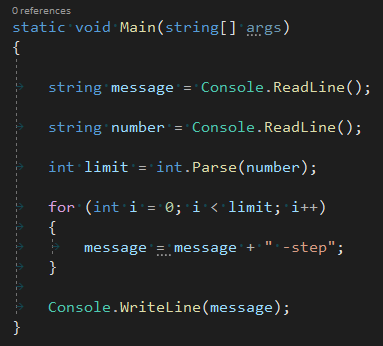 0 references
static void Main(string[] args)
{
string message = Console.ReadLine();
string number = Console.ReadLine();
int limit = int.Parse(number);
for (int i = 0; i < limit; i++)
{
message = message + " -step";
}
Console.WriteLine(message);
}